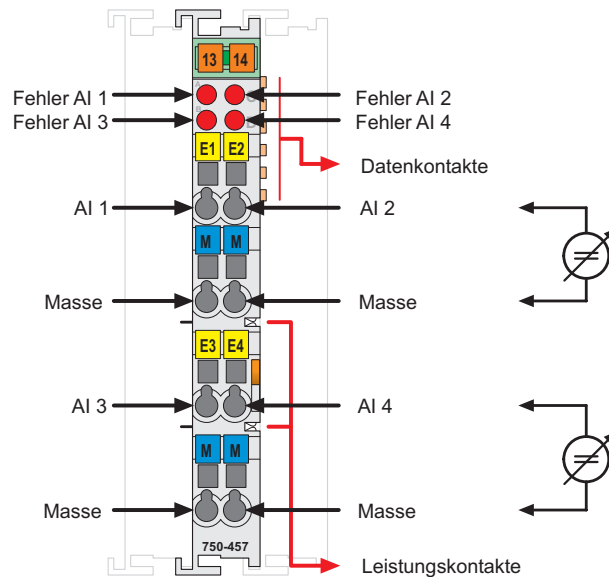 13 14
A C
Fehler AI 1 Fehler AI 2
B D
Fehler AI 3 Fehler AI 4
E1 E2
Datenkontakte
AI 1 AI 2
M M
Masse Masse
E3 E4
AI 3 AI 4
M M
Masse Masse
750-457
Leistungskontakte